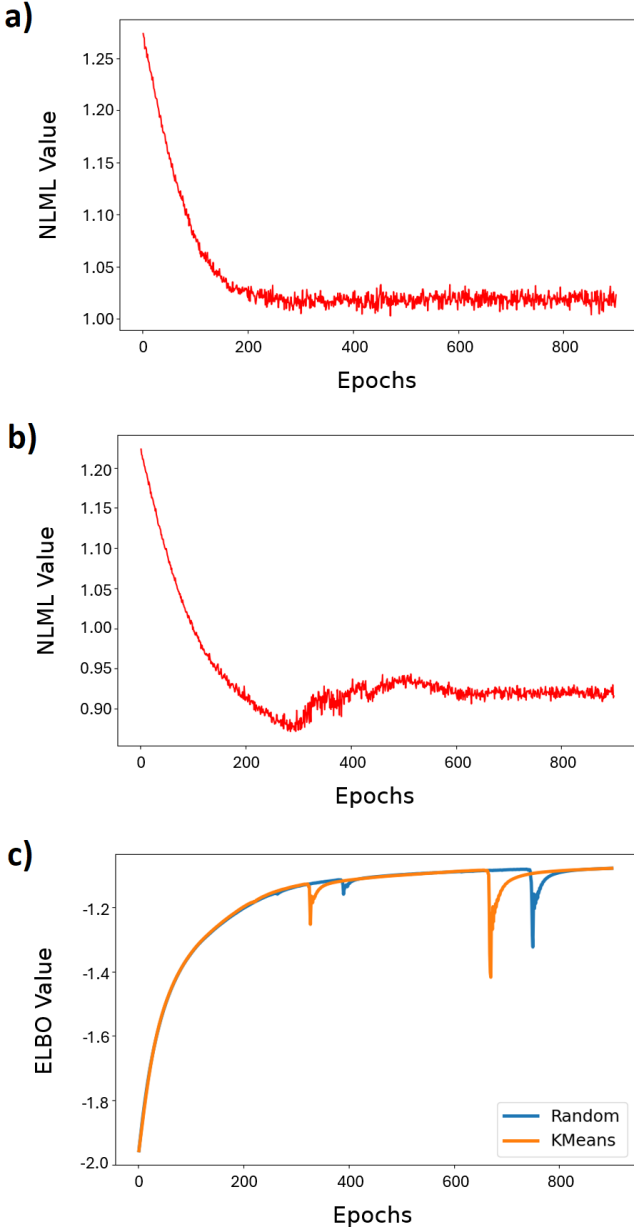 a)
1.25
1.20
1.15
1.10
1.05
1.00
NLML Value
0 200 400 600 800
Epochs
b)
1.20
1.15
1.10
1.05
1.00
0.95
0.90
NLML Value
0 200 400 600 800
Epochs
c)
-1.2
-1.4
-1.6
-1.8
-2.0
ELBO Value
Random
KMeans
0 200 400 600 800
Epochs